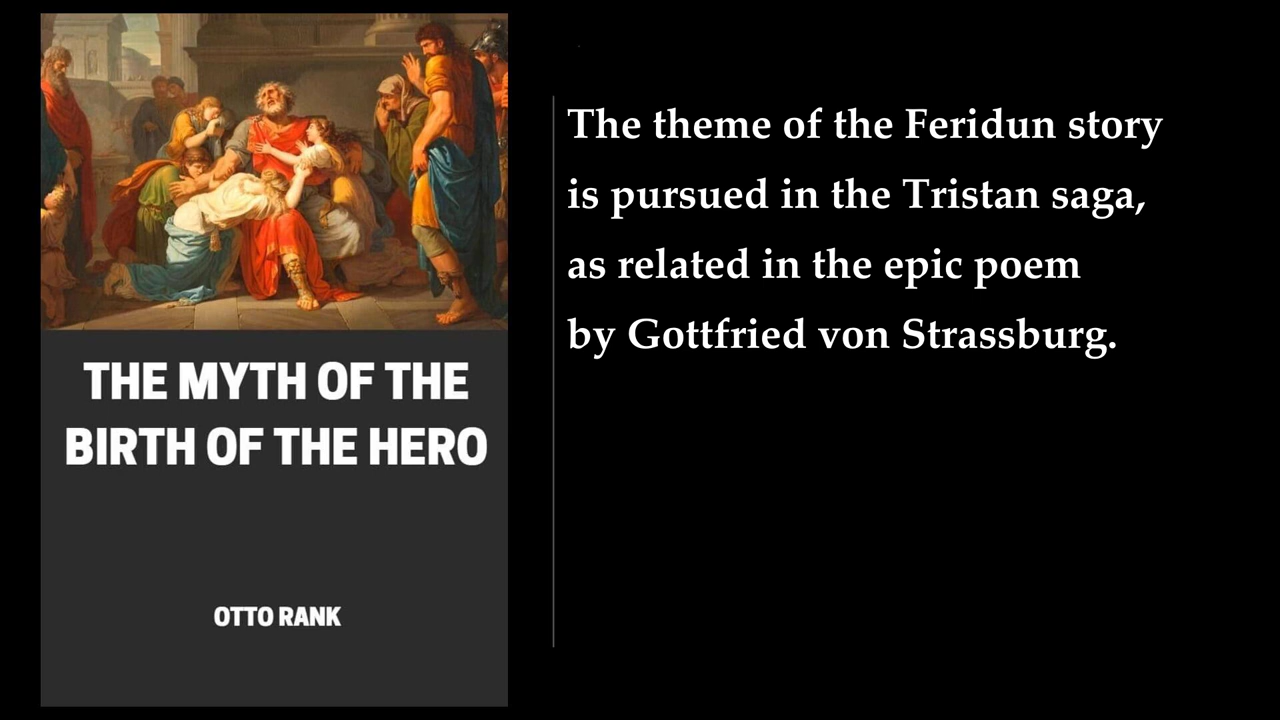 THE MYTH OF THE
BIRTH OF THE HERO
OTTO RANK
The theme of the Feridun story
is pursued in the Tristan saga,
as related in the epic poem
by Gottfried von Strassburg.